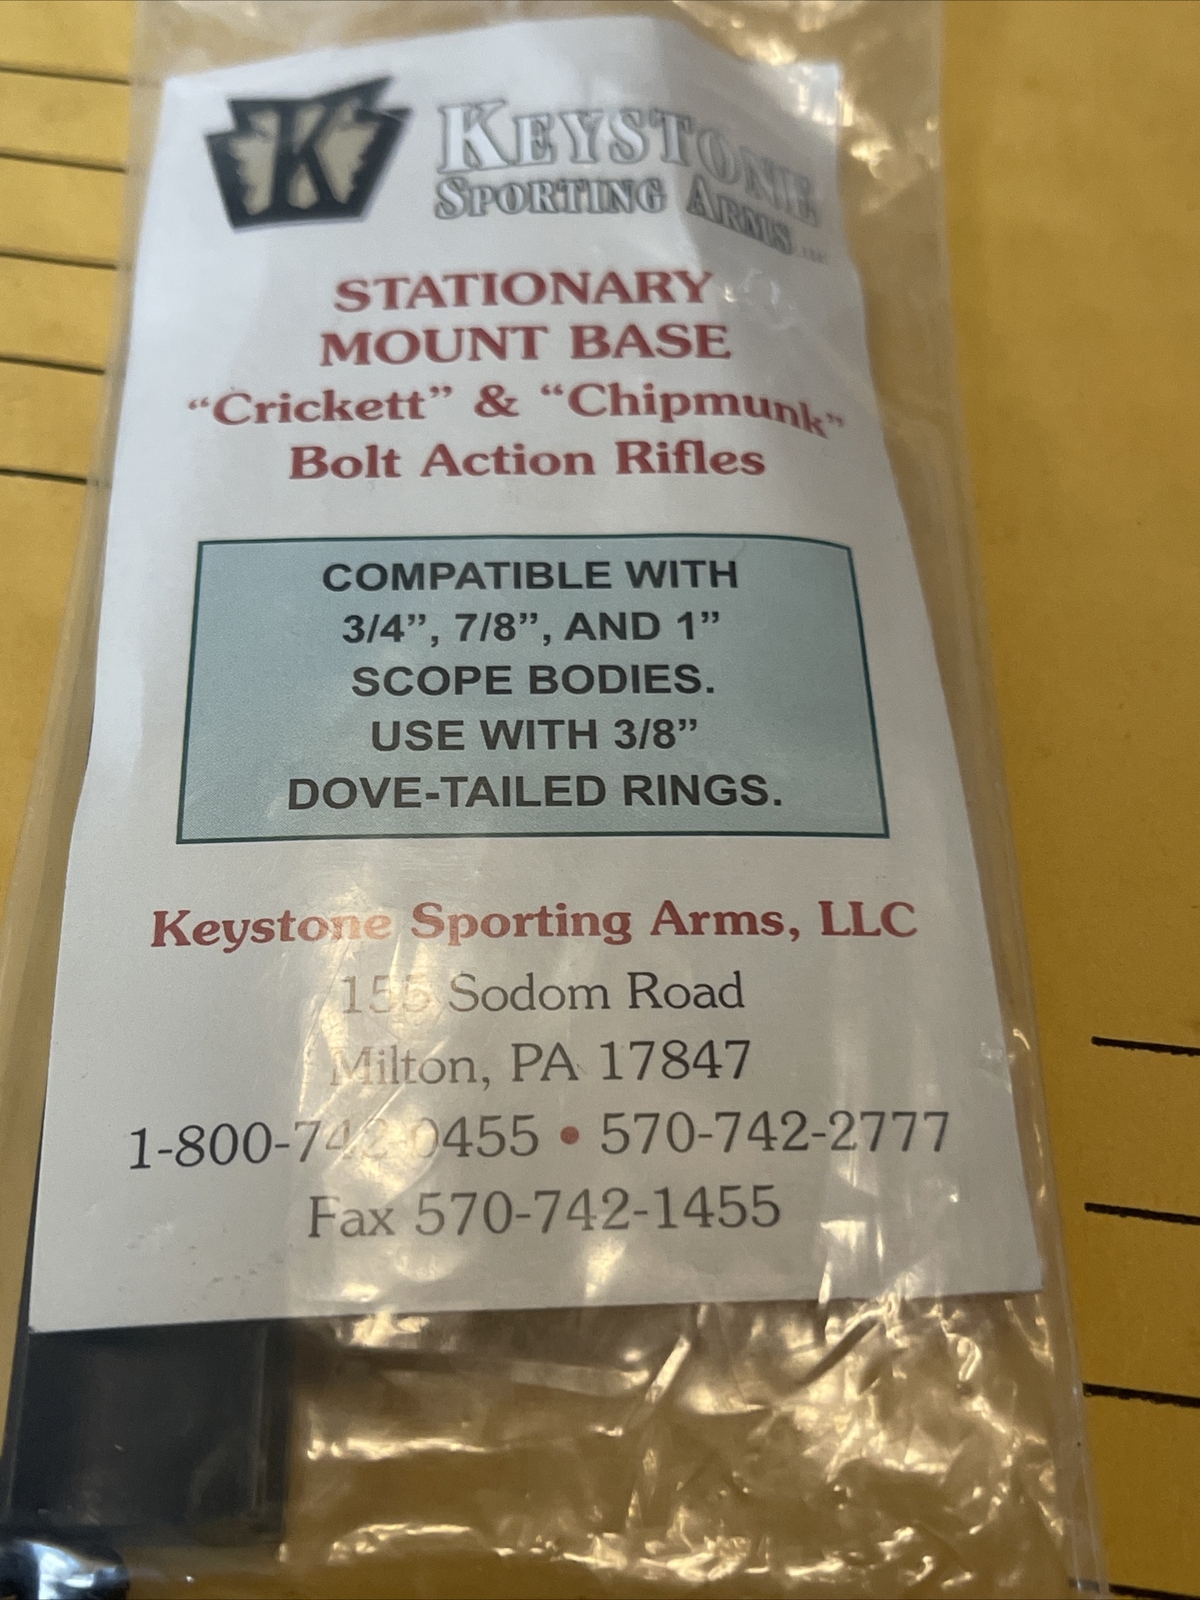 K
KEYSTONE
SPORTING ARMS LLC
STATIONARY
MOUNT BASE
“Crickett” & “Chipmunk”
Bolt Action Rifles
COMPATIBLE WITH
3/4”, 7/8”, AND 1”
SCOPE BODIES.
USE WITH 3/8”
DOVE-TAILED RINGS.
Keystone Sporting Arms, LLC
155 Sodom Road
Milton, PA 17847
1-800-742-0455 • 570-742-2777
Fax 570-742-1455